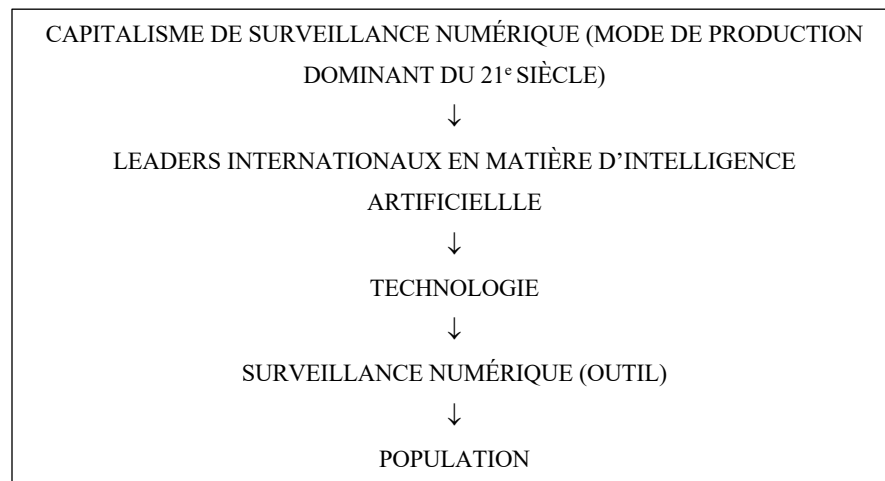 CAPITALISME DE SURVEILLANCE NUMÉRIQUE (MODE DE PRODUCTION
DOMINANT DU 21e SIÈCLE)
↓
LEADERS INTERNATIONAUX EN MATIÈRE D’INTELLIGENCE
ARTIFICIELLLE
↓
TECHNOLOGIE
↓
SURVEILLANCE NUMÉRIQUE (OUTIL)
↓
POPULATION